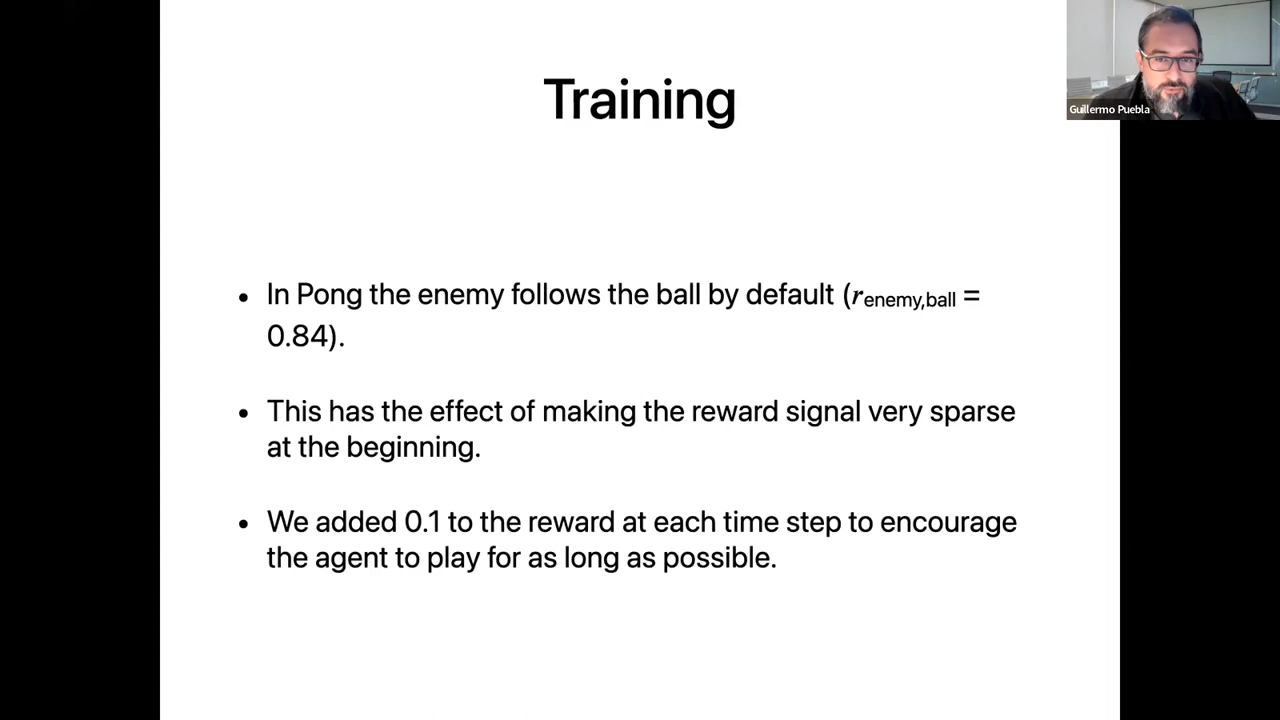 Training
Guillermo Puebla
• In Pong the enemy follows the ball by default (r_enemy,ball =
0.84).
• This has the effect of making the reward signal very sparse
at the beginning.
• We added 0.1 to the reward at each time step to encourage
the agent to play for as long as possible.